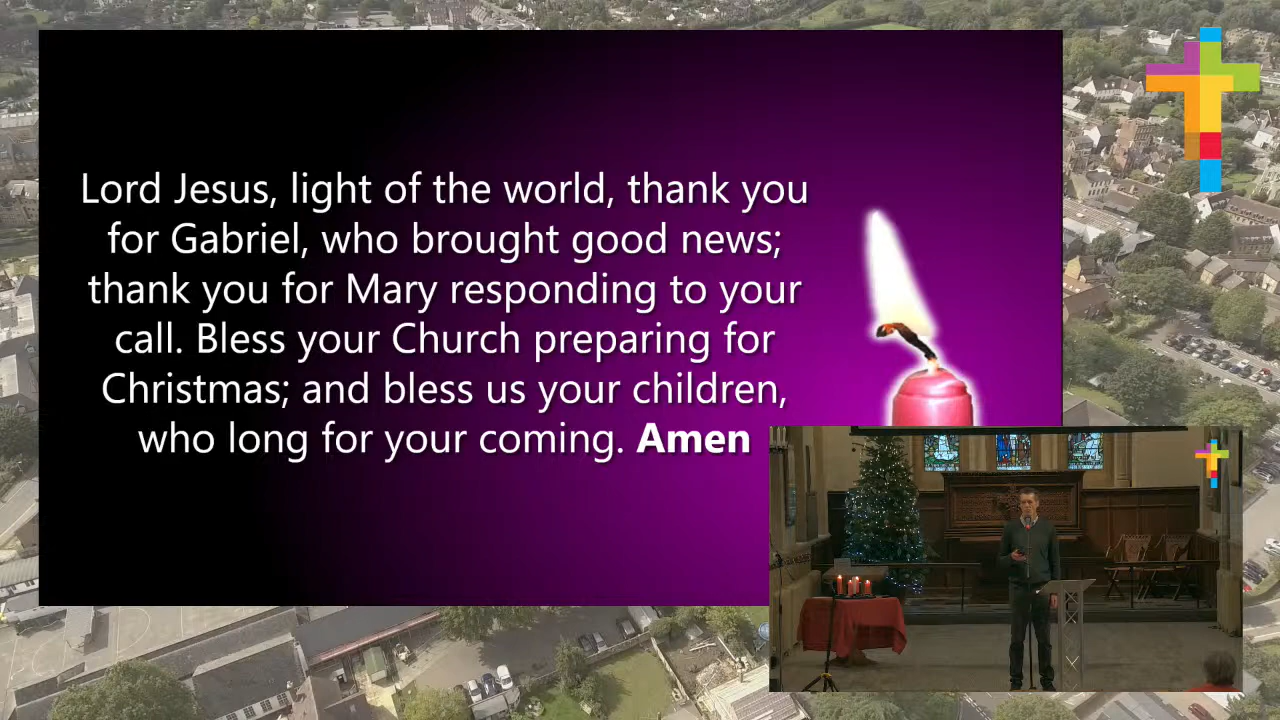 Lord Jesus, light of the world, thank you
for Gabriel, who brought good news;
thank you for Mary responding to your
call. Bless your Church preparing for
Christmas; and bless us your children,
who long for your coming. Amen